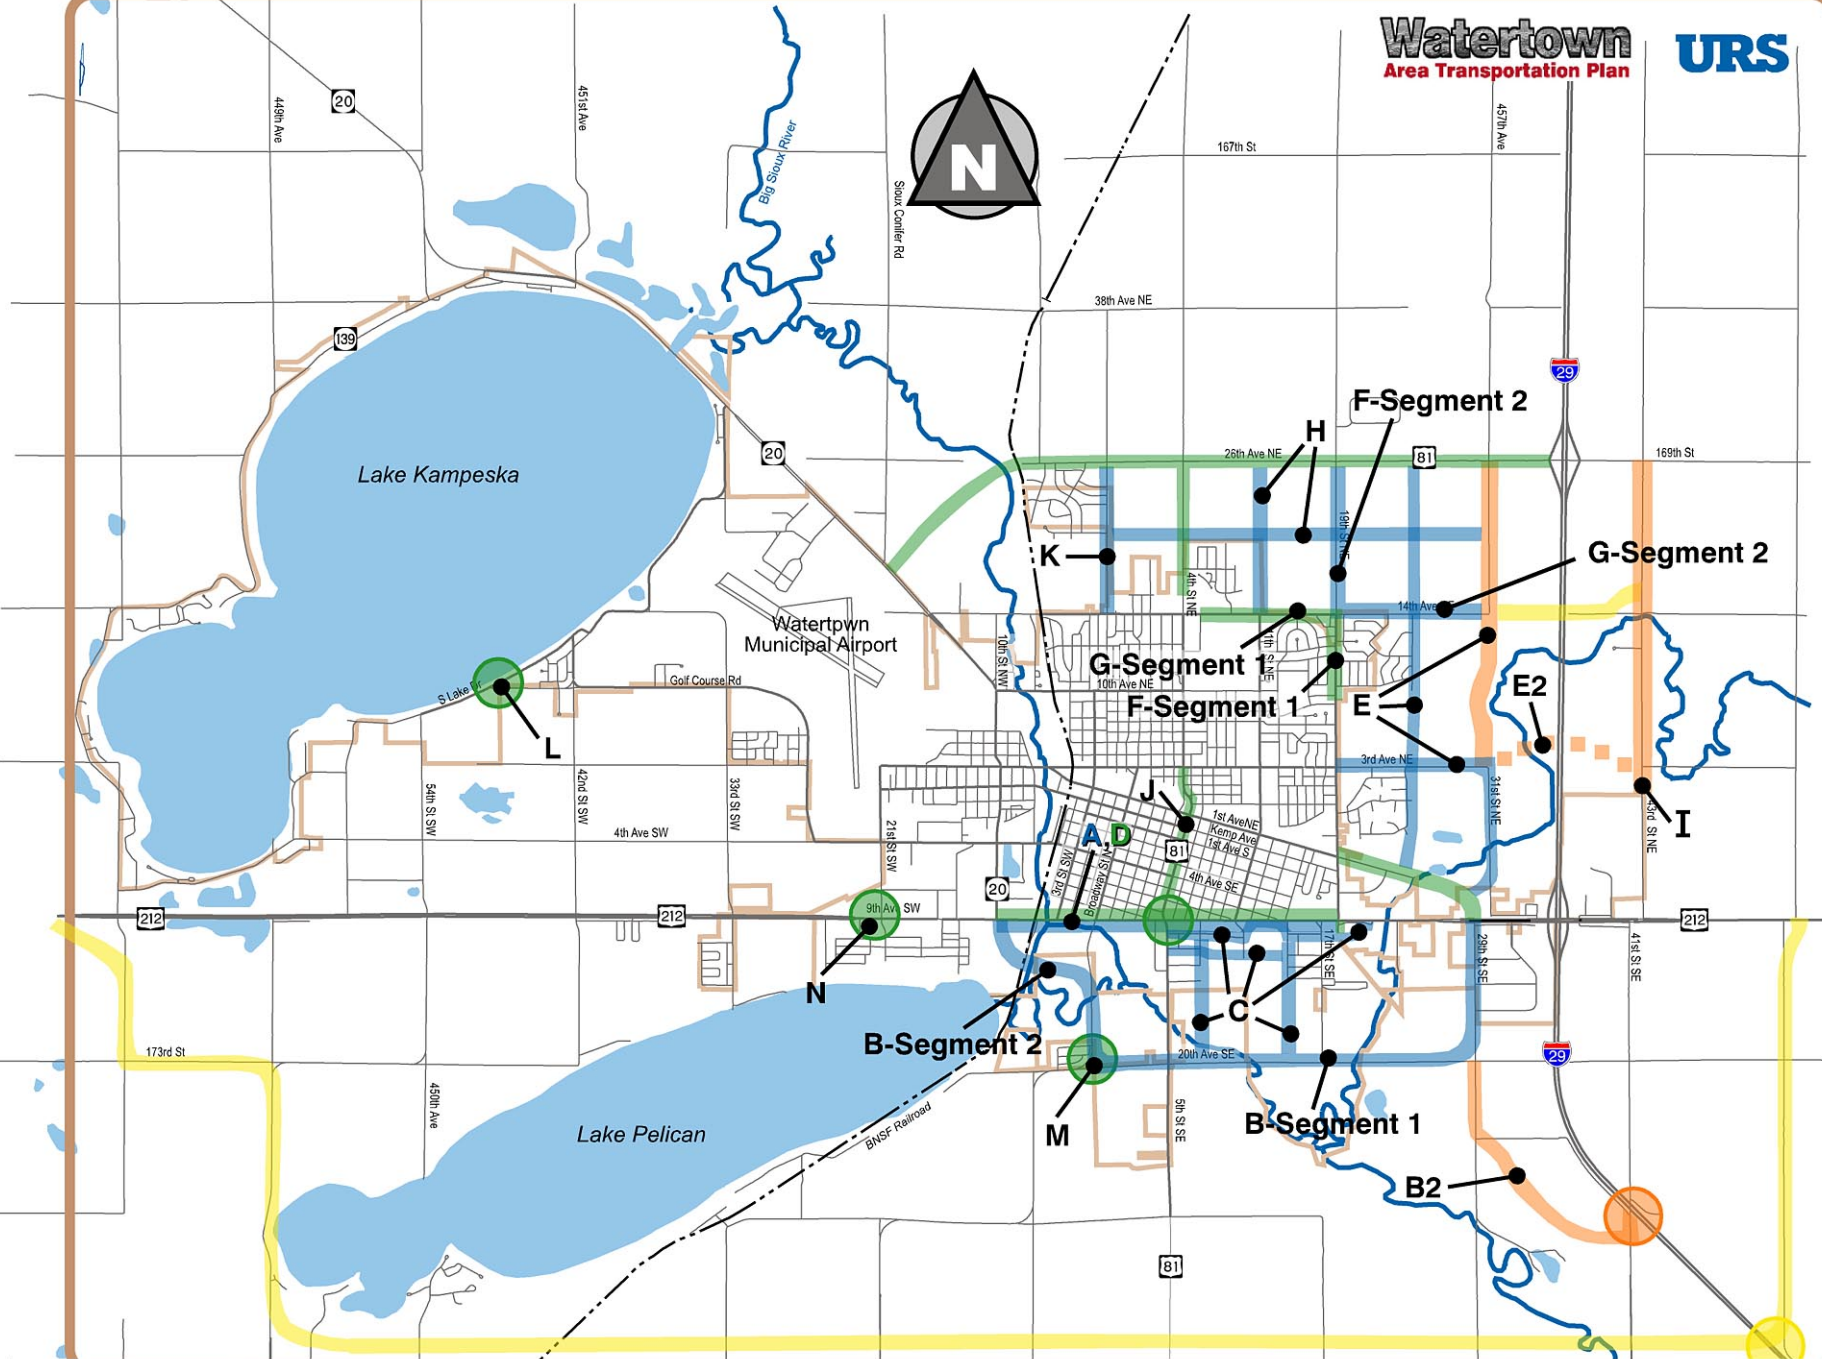 Watertown
Area Transportation Plan
URS
449th Ave
20
451st Ave
Big Sioux River
Sioux Conifer Rd
N
167th St
457th Ave
38th Ave NE
139
29
F-Segment 2
H
26th Ave NE
81
169th St
20
Lake Kampeska
K
19th St NE
G-Segment 2
4th St NE
14th Ave
Watertpwn
Municipal Airport
10th St NW
G-Segment 1
10th Ave NE
F-Segment 1
E
E2
S Lake Dr
Golf Course Rd
L
3rd Ave NE
54th St SW
42nd St SW
33rd St SW
31st St NE
J
I
43rd St NE
1st AveNE
Kemp Ave
1st Ave S
A,D
81
4th Ave SW
21st St SW
3rd St SW
Broadway St
4th Ave SE
20
9th Ave SW
212
212
212
17th St SE
29th St SE
41st St SE
N
C
B-Segment 2
20th Ave SE
173rd St
29
450th Ave
Lake Pelican
BNSF Railroad
M
5th St SE
B-Segment 1
B2
81